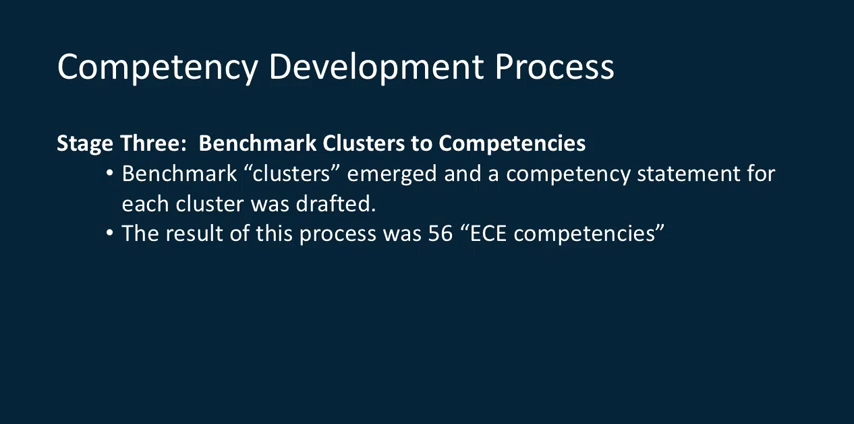 Competency Development Process
Stage Three:  Benchmark Clusters to Competencies
• Benchmark “clusters” emerged and a competency statement for
each cluster was drafted.
• The result of this process was 56 “ECE competencies”